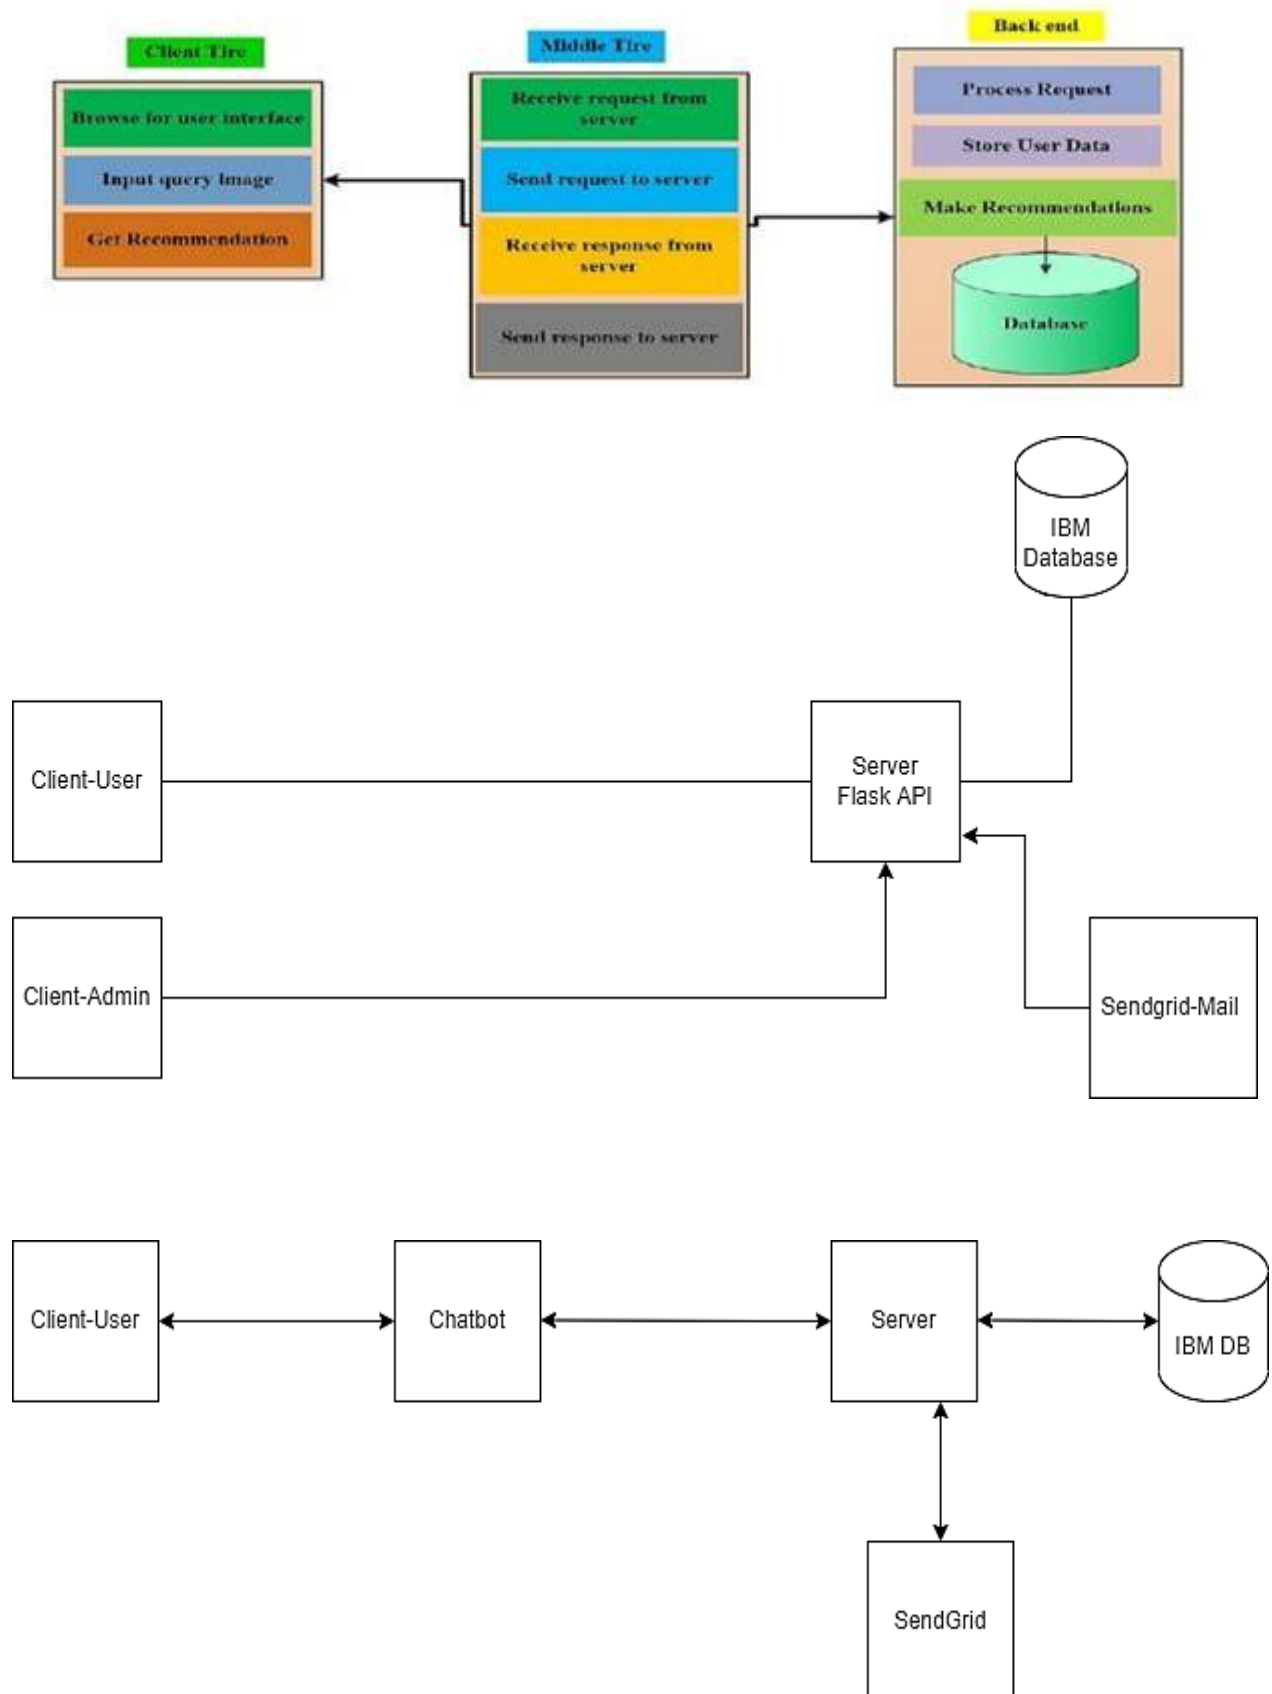 Client Tire
Middle Tire
Back end
Browse for user interface
Input query image
Get Recommendation
Receive request from
server
Send request to server
Receive response from
server
Send response to server
Process Request
Store User Data
Make Recommendations
Database
IBM
Database
Client-User
Server
Flask API
Client-Admin
Sendgrid-Mail
Client-User
Chatbot
Server
IBM DB
SendGrid